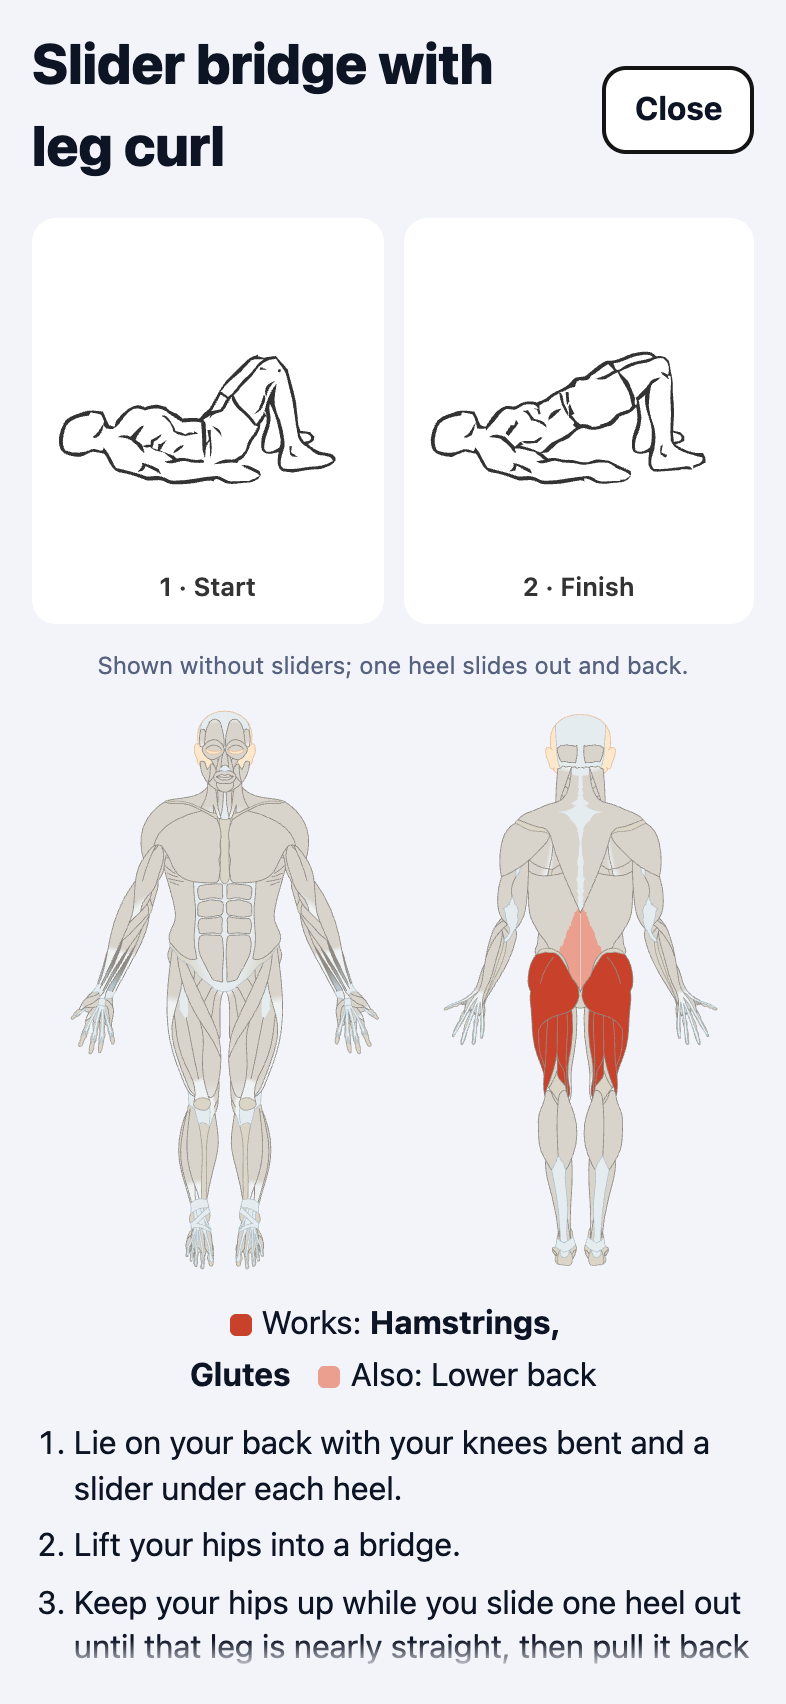 Slider bridge with
leg curl
Close
1 · Start
2 · Finish
Shown without sliders; one heel slides out and back.
Works: Hamstrings,
Glutes Also: Lower back
1. Lie on your back with your knees bent and a
slider under each heel.
2. Lift your hips into a bridge.
3. Keep your hips up while you slide one heel out
until that leg is nearly straight, then pull it back